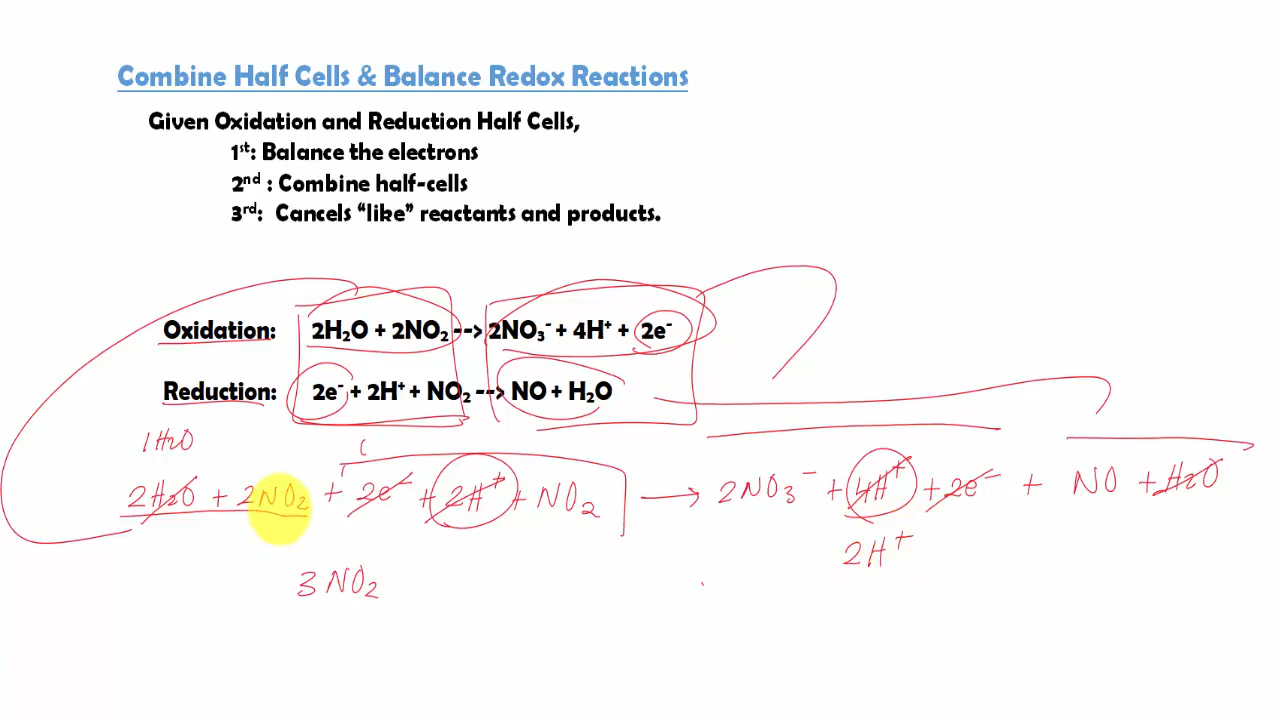 Combine Half Cells & Balance Redox Reactions
Given Oxidation and Reduction Half Cells,
1st: Balance the electrons
2nd : Combine half-cells
3rd: Cancels “like” reactants and products.
Oxidation: 2H₂O + 2NO₂ --> 2NO₃⁻ + 4H⁺ + 2e⁻
Reduction: 2e⁻ + 2H⁺ + NO₂ --> NO + H₂O
1H₂O
2H₂O + 2NO₂ + 2e⁻ + 2H⁺ + NO₂ → 2NO₃⁻ + 4H⁺ + 2e⁻ + NO + H₂O
2H⁺
3NO₂